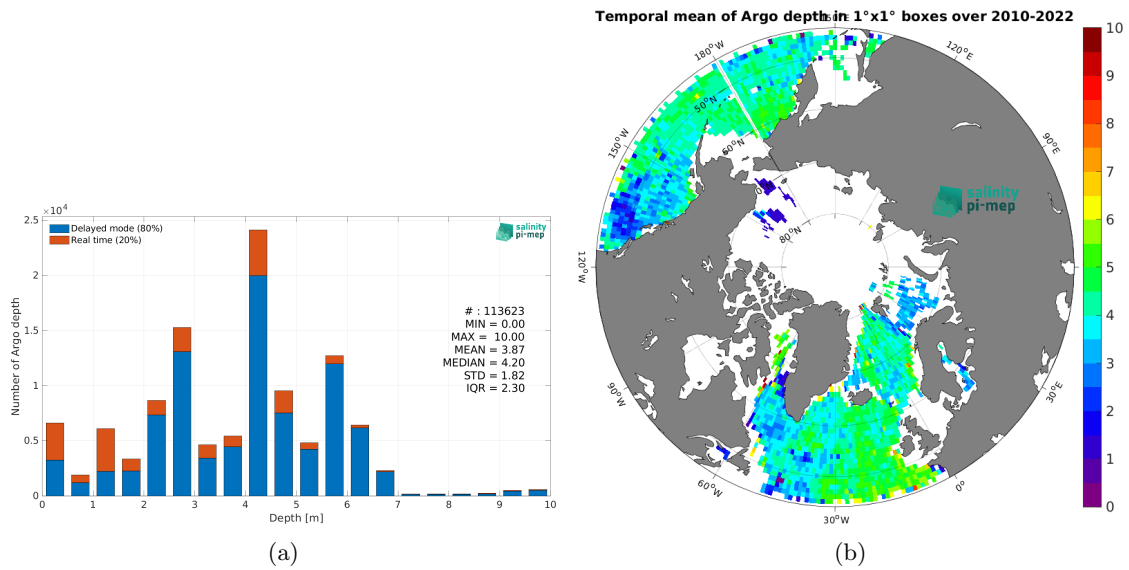 ×10⁴
2.5
2
1.5
1
0.5
0
0 1 2 3 4 5 6 7 8 9 10
Number of Argo depth
Depth [m]
Delayed mode (80%)
Real time (20%)
salinity
pi-mep
# : 113623
MIN = 0.00
MAX = 10.00
MEAN = 3.87
MEDIAN = 4.20
STD = 1.82
IQR = 2.30
(a)
Temporal mean of Argo depth in 1°x1° boxes over 2010-2022
150°E
180°W
120°E
150°W
50°N
60°N
80°N
90°E
120°W
90°W
60°W
30°W
0°
30°E
salinity
pi-mep
10
9
8
7
6
5
4
3
2
1
0
(b)